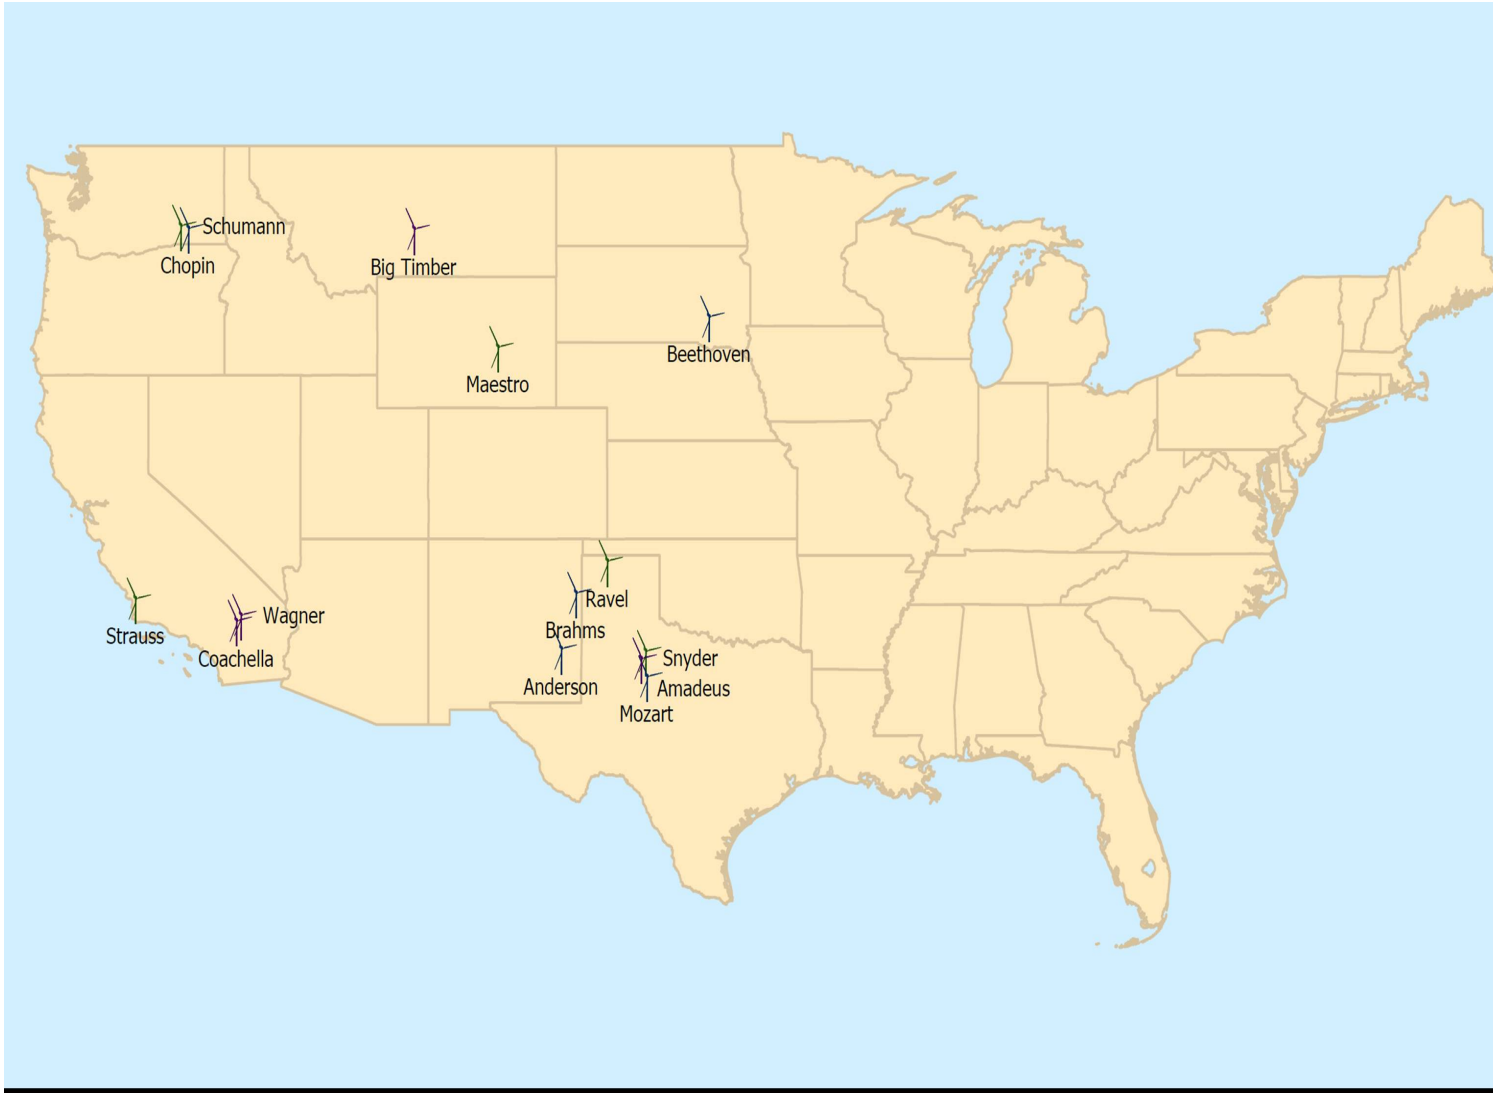 Schumann
Chopin
Big Timber
Beethoven
Maestro
Ravel
Wagner
Brahms
Strauss
Coachella
Snyder
Anderson
Amadeus
Mozart